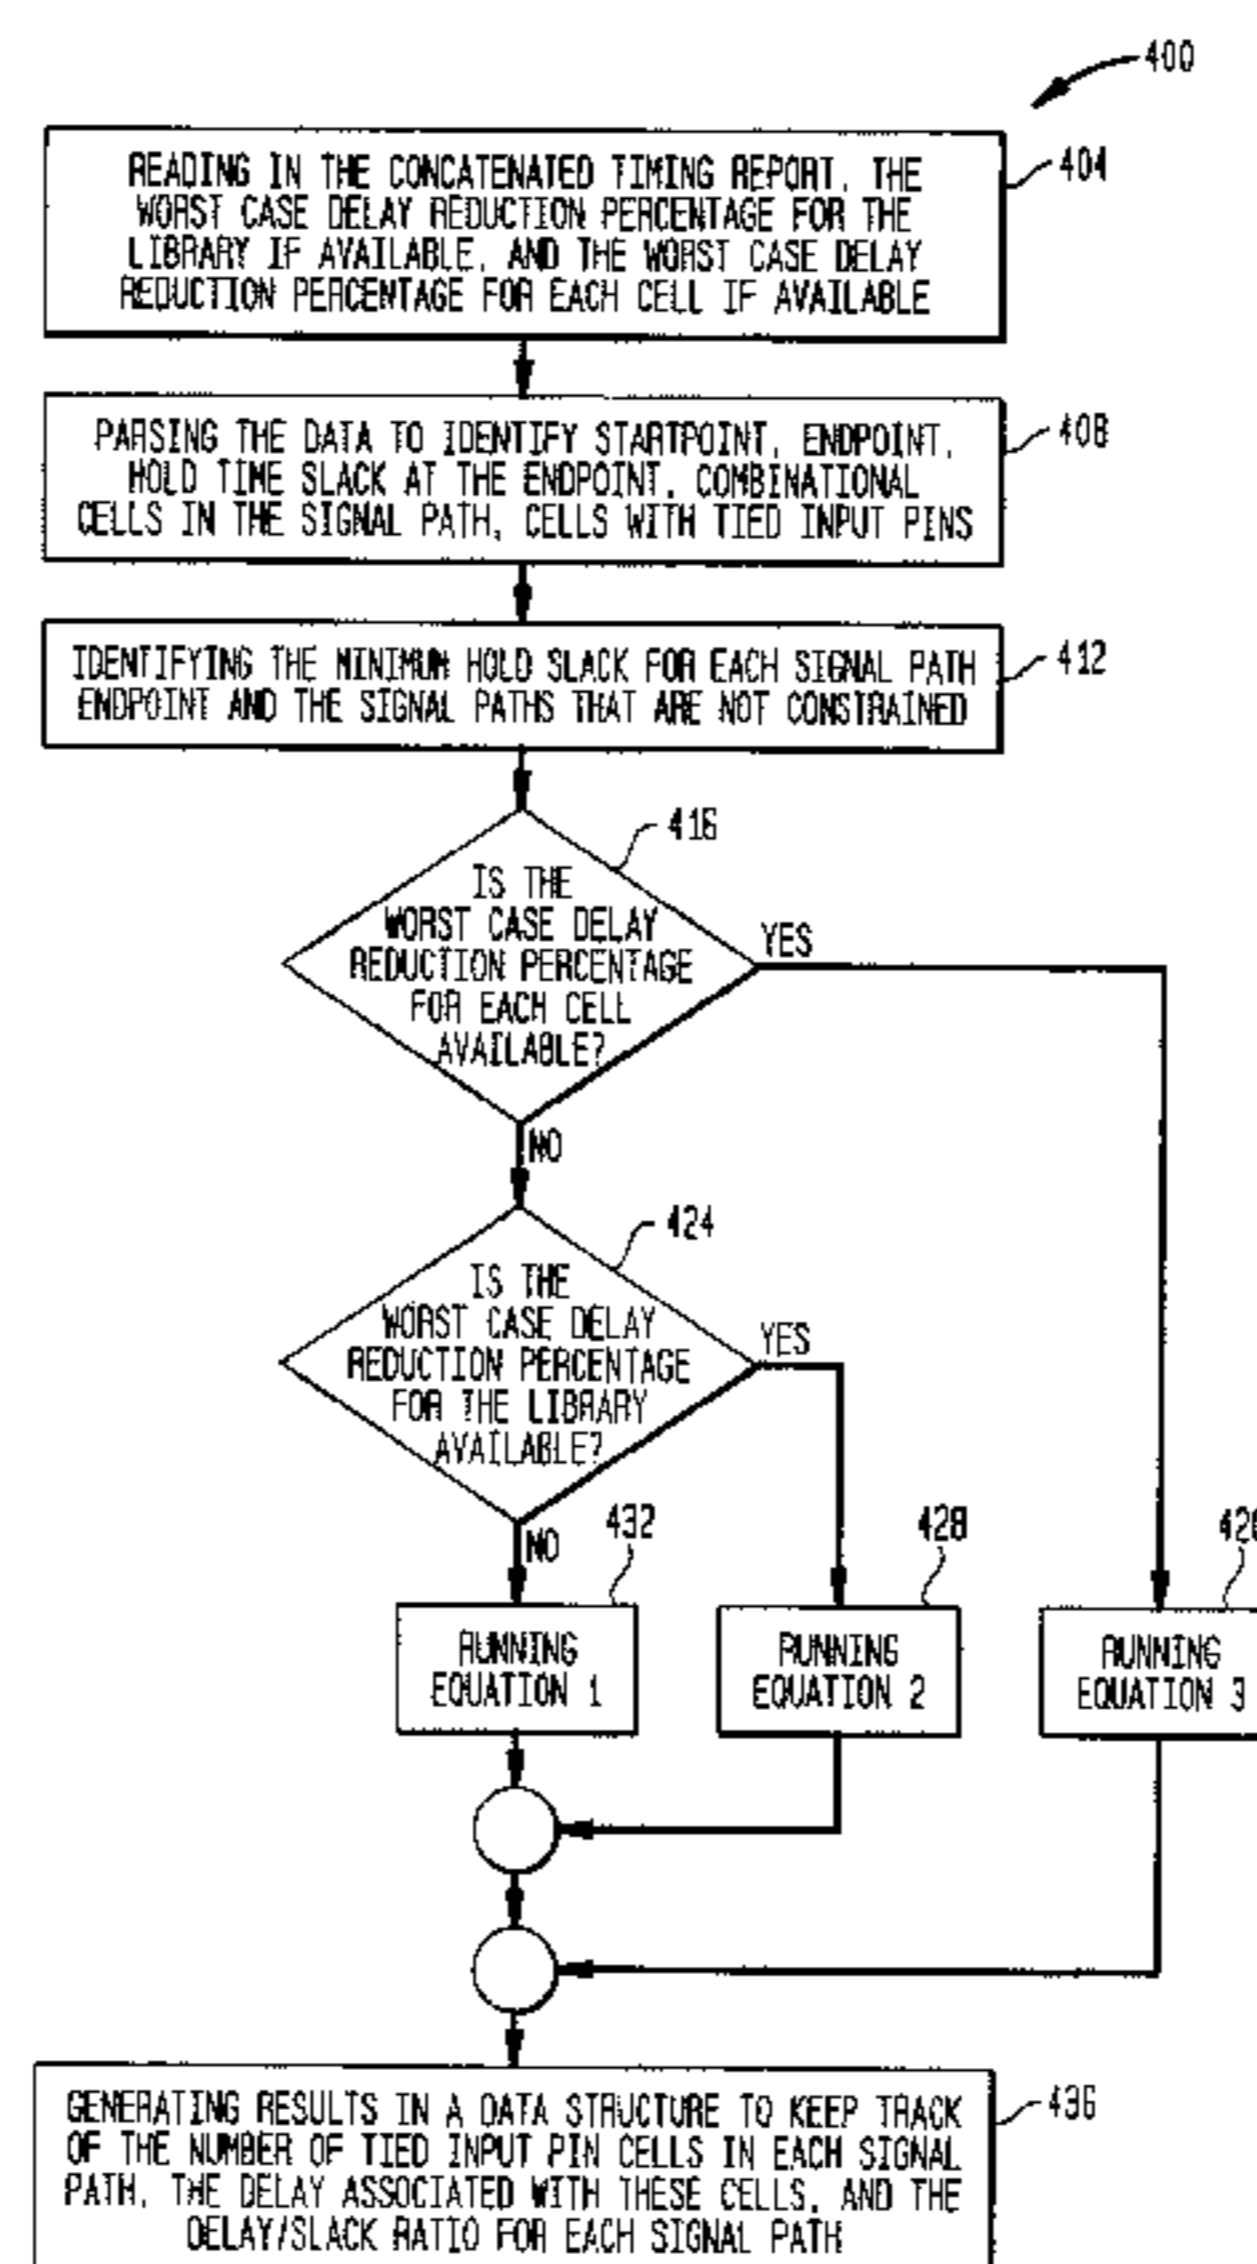 400
READING IN THE CONCATENATED TIMING REPORT, THE
WORST CASE DELAY REDUCTION PERCENTAGE FOR THE
LIBRARY IF AVAILABLE, AND THE WORST CASE DELAY
REDUCTION PERCENTAGE FOR EACH CELL IF AVAILABLE
404
PARSING THE DATA TO IDENTIFY STARTPOINT, ENDPOINT,
HOLD TIME SLACK AT THE ENDPOINT, COMBINATIONAL
CELLS IN THE SIGNAL PATH, CELLS WITH TIED INPUT PINS
408
IDENTIFYING THE MINIMUM HOLD SLACK FOR EACH SIGNAL PATH
ENDPOINT AND THE SIGNAL PATHS THAT ARE NOT CONSTRAINED
412
416
IS THE
WORST CASE DELAY
REDUCTION PERCENTAGE
FOR EACH CELL
AVAILABLE?
YES
NO
424
IS THE
WORST CASE DELAY
REDUCTION PERCENTAGE
FOR THE LIBRARY
AVAILABLE?
YES
NO
432
428
RUNNING
EQUATION 1
RUNNING
EQUATION 2
RUNNING
EQUATION 3
GENERATING RESULTS IN A DATA STRUCTURE TO KEEP TRACK
OF THE NUMBER OF TIED INPUT PIN CELLS IN EACH SIGNAL
PATH, THE DELAY ASSOCIATED WITH THESE CELLS, AND THE
DELAY/SLACK RATIO FOR EACH SIGNAL PATH
436